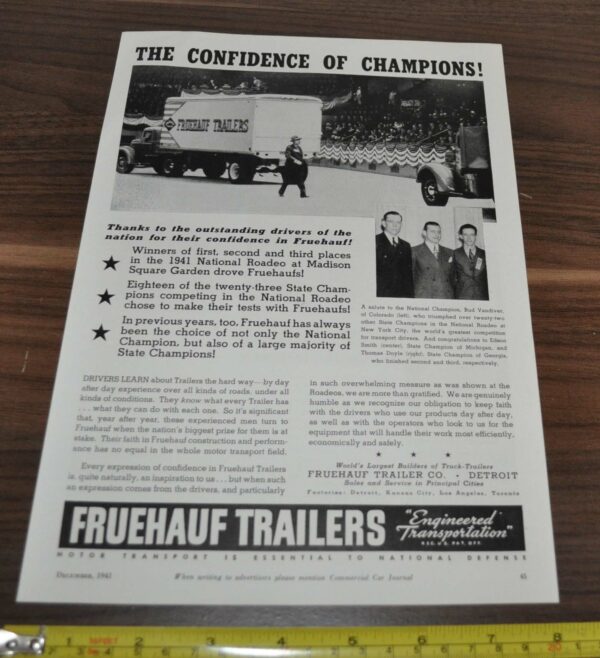 THE CONFIDENCE OF CHAMPIONS!
FRUEHAUF TRAILERS
Thanks to the outstanding drivers of the
nation for their confidence in Fruehauf!
★ Winners of first, second and third places
in the 1941 National Roadeo at Madison
Square Garden drove Fruehaufs!
★ Eighteen of the twenty-three State Cham-
pions competing in the National Roadeo
chose to make their tests with Fruehaufs!
★ In previous years, too, Fruehauf has always
been the choice of not only the National
Champion, but also of a large majority of
State Champions!
A salute to the National Champion, Bud Vandiver,
of Colorado (left), who triumphed over twenty-two
other State Champions in the National Roadeo at
New York City, the world's greatest competition
for transport drivers. And congratulations to Edson
Smith (center), State Champion of Michigan, and
Thomas Doyle (right), State Champion of Georgia,
who finished second and third, respectively.
DRIVERS LEARN about Trailers the hard way—by day
after day experience over all kinds of roads, under all
kinds of conditions. They know what every Trailer has
. . . what they can do with each one. So it's significant
that, year after year, these experienced men turn to
Fruehauf when the nation's biggest prize for them is at
stake. Their faith in Fruehauf construction and perform-
ance has no equal in the whole motor transport field.
Every expression of confidence in Fruehauf Trailers
is, quite naturally, an inspiration to us . . . but when such
an expression comes from the drivers, and particularly
in such overwhelming measure as was shown at the
Roadeos, we are more than gratified. We are genuinely
humble as we recognize our obligation to keep faith
with the drivers who use our products day after day,
as well as with the operators who look to us for the
equipment that will handle their work most efficiently,
economically and safely.
★ ★ ★
World's Largest Builders of Truck-Trailers
FRUEHAUF TRAILER CO. • DETROIT
Sales and Service in Principal Cities
Factories: Detroit, Kansas City, Los Angeles, Toronto
FRUEHAUF TRAILERS
"Engineered
Transportation"
REG. U.S. PAT. OFF.
MOTOR TRANSPORT IS ESSENTIAL TO NATIONAL DEFENSE
December, 1941
When writing to advertisers please mention Commercial Car Journal
45
1 2 3 4 5 6 7 8